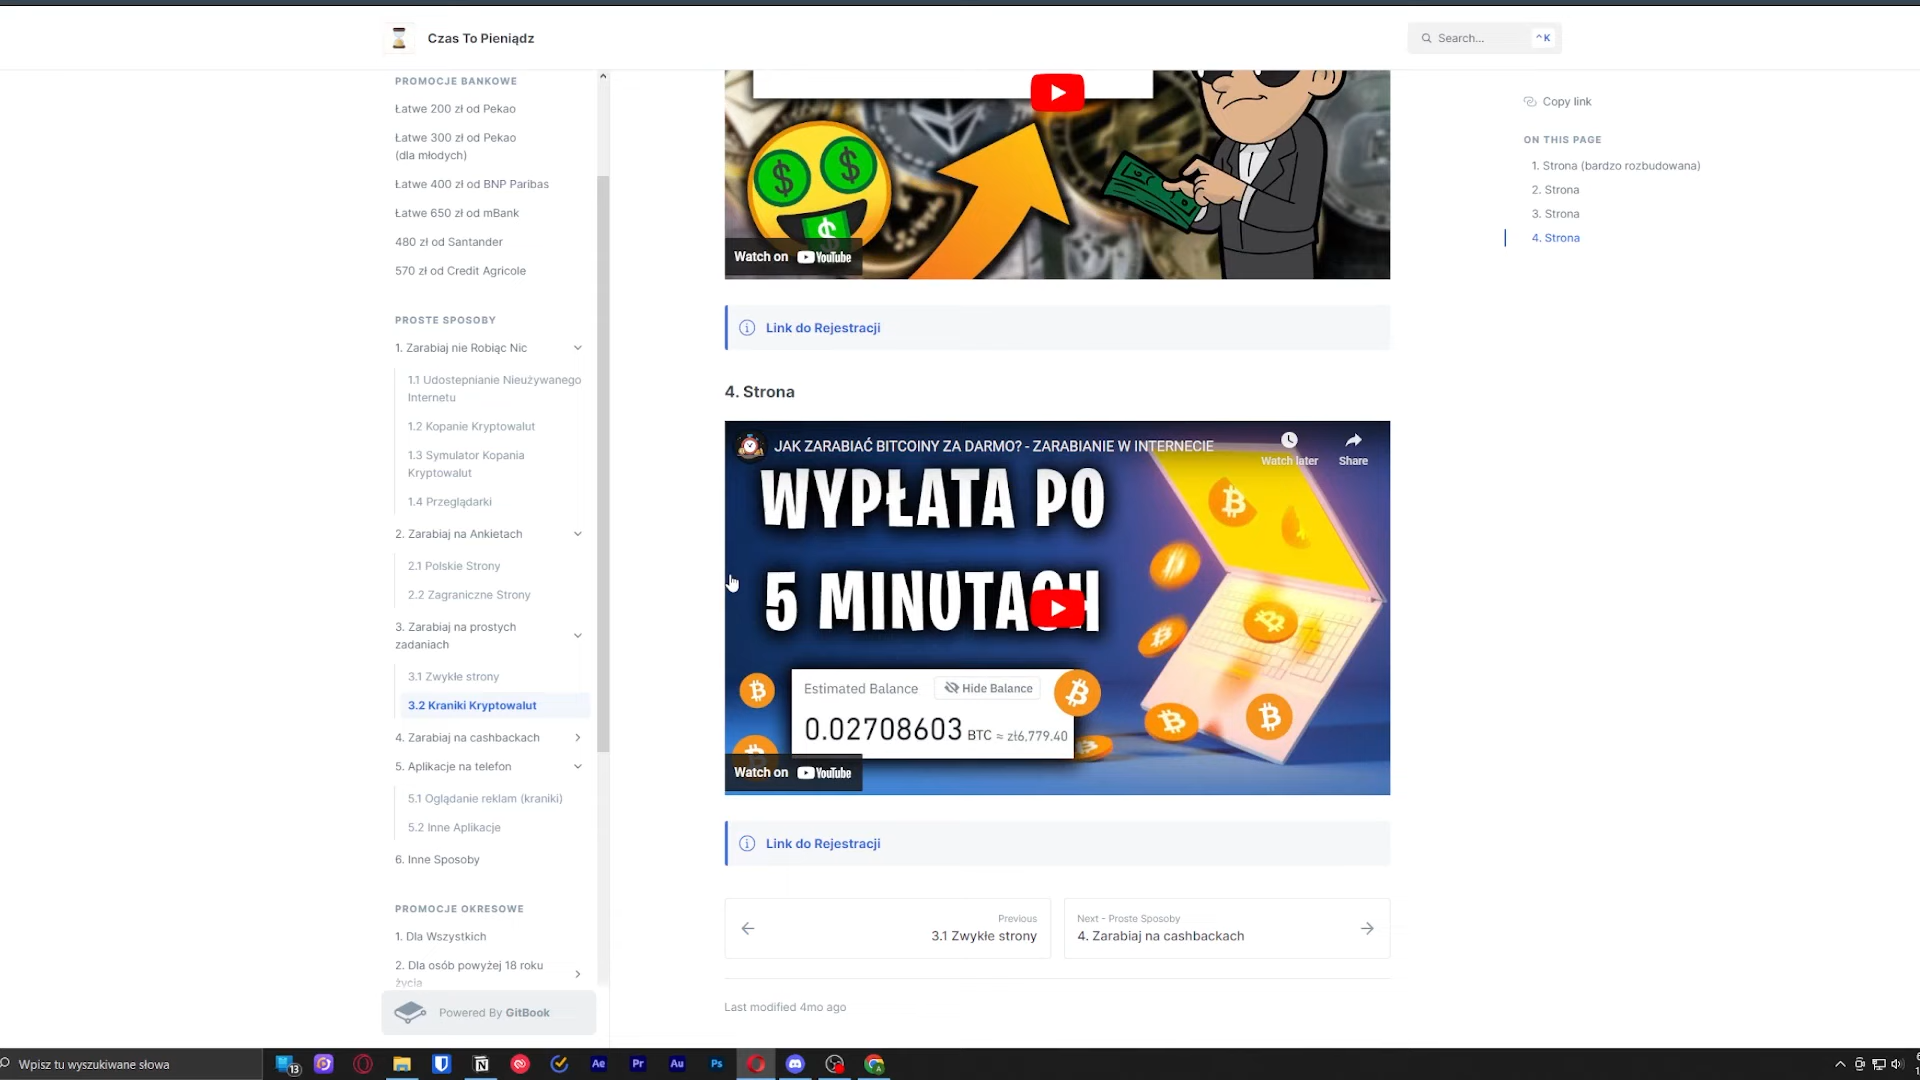 Czas To Pieniądz
Search...
^K
PROMOCJE BANKOWE
Łatwe 200 zł od Pekao
Łatwe 300 zł od Pekao
(dla młodych)
Łatwe 400 zł od BNP Paribas
Łatwe 650 zł od mBank
480 zł od Santander
570 zł od Credit Agricole
PROSTE SPOSOBY
1. Zarabiaj nie Robiąc Nic
1.1 Udostepnianie Nieużywanego
Internetu
1.2 Kopanie Kryptowalut
1.3 Symulator Kopania
Kryptowalut
1.4 Przeglądarki
2. Zarabiaj na Ankietach
2.1 Polskie Strony
2.2 Zagraniczne Strony
3. Zarabiaj na prostych
zadaniach
3.1 Zwykłe strony
3.2 Kraniki Kryptowalut
4. Zarabiaj na cashbackach
5. Aplikacje na telefon
5.1 Oglądanie reklam (kraniki)
5.2 Inne Aplikacje
6. Inne Sposoby
PROMOCJE OKRESOWE
1. Dla Wszystkich
2. Dla osób powyżej 18 roku
życia
Powered By GitBook
Watch on YouTube
Link do Rejestracji
4. Strona
JAK ZARABIAĆ BITCOINY ZA DARMO? - ZARABIANIE W INTERNECIE
Watch later
Share
WYPŁATA PO
5 MINUTACH
Estimated Balance
Hide Balance
0.02708603 BTC ≈ zł6,779.40
Watch on YouTube
Link do Rejestracji
Previous
3.1 Zwykłe strony
Next - Proste Sposoby
4. Zarabiaj na cashbackach
Last modified 4mo ago
Copy link
ON THIS PAGE
1. Strona (bardzo rozbudowana)
2. Strona
3. Strona
4. Strona
Wpisz tu wyszukiwane słowa
13
Ae
Pr
Au
Ps